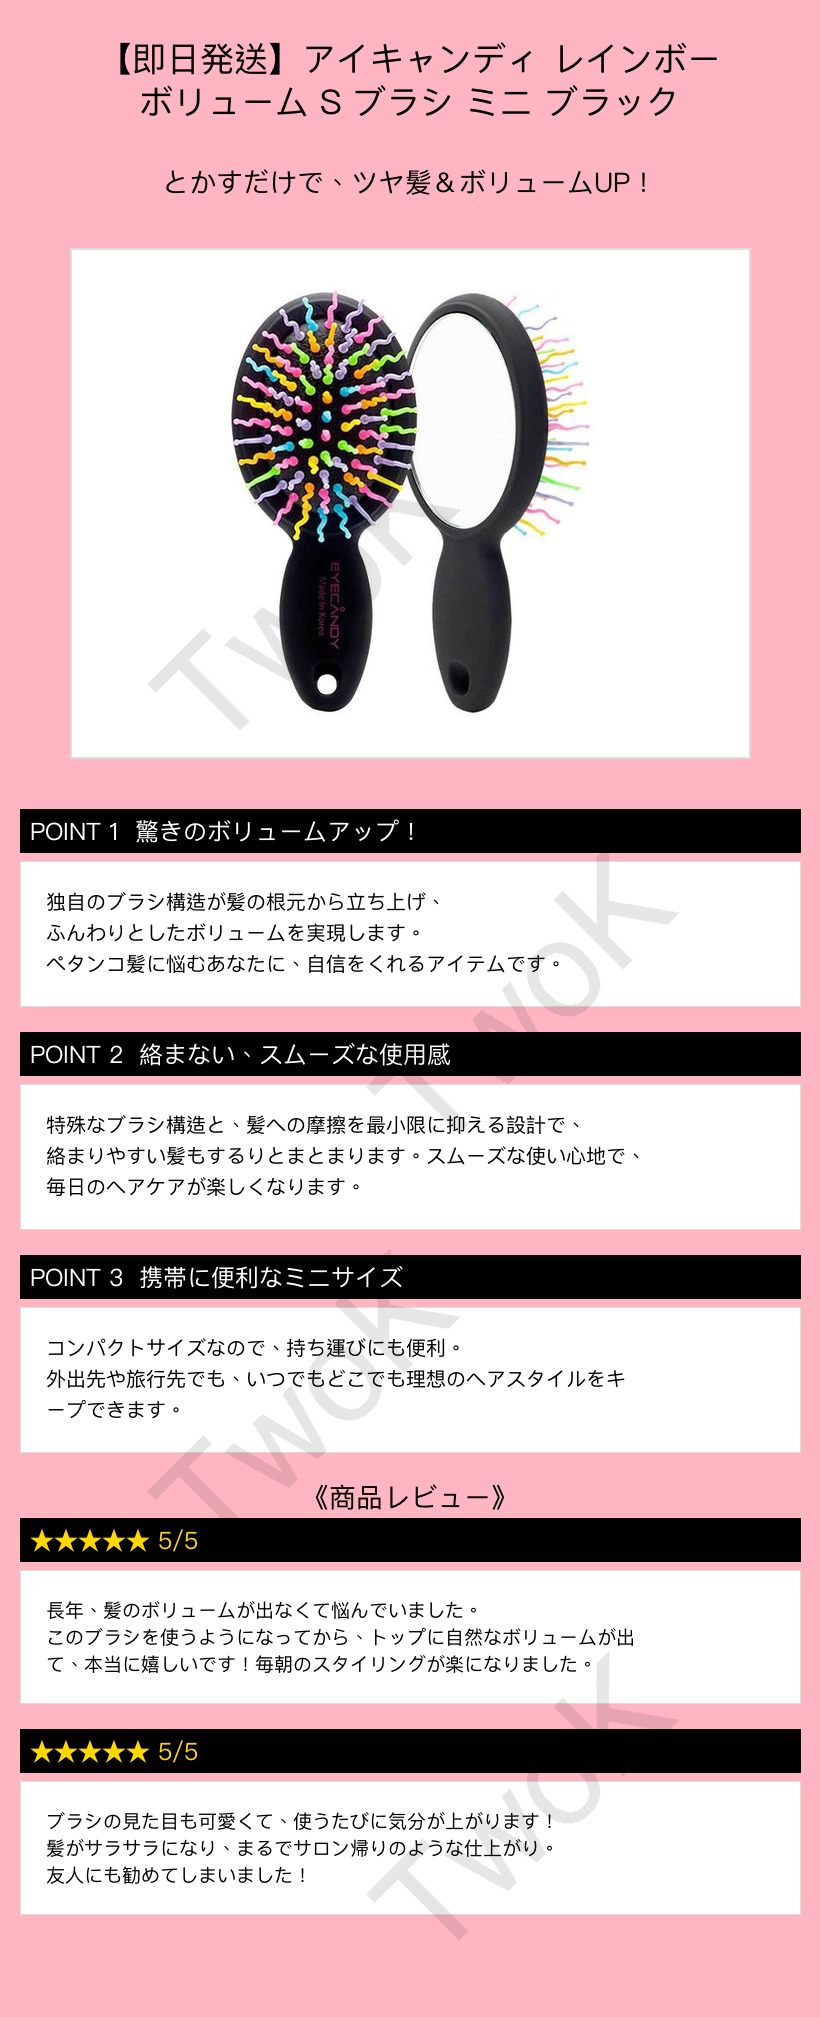 【即日発送】アイキャンディ レインボー
ボリューム S ブラシ ミニ ブラック
とかすだけで、ツヤ髪＆ボリュームUP！
EYECANDY
Made in Korea
TwoK
POINT 1 驚きのボリュームアップ！
独自のブラシ構造が髪の根元から立ち上げ、
ふんわりとしたボリュームを実現します。
ペタンコ髪に悩むあなたに、自信をくれるアイテムです。
TwoK
POINT 2 絡まない、スムーズな使用感
特殊なブラシ構造と、髪への摩擦を最小限に抑える設計で、
絡まりやすい髪もするりとまとまります。スムーズな使い心地で、
毎日のヘアケアが楽しくなります。
POINT 3 携帯に便利なミニサイズ
コンパクトサイズなので、持ち運びにも便利。
外出先や旅行先でも、いつでもどこでも理想のヘアスタイルをキ
ープできます。
TwoK
《商品レビュー》
★★★★★ 5/5
長年、髪のボリュームが出なくて悩んでいました。
このブラシを使うようになってから、トップに自然なボリュームが出
て、本当に嬉しいです！毎朝のスタイリングが楽になりました。
★★★★★ 5/5
ブラシの見た目も可愛くて、使うたびに気分が上がります！
髪がサラサラになり、まるでサロン帰りのような仕上がり。
友人にも勧めてしまいました！
TwoK